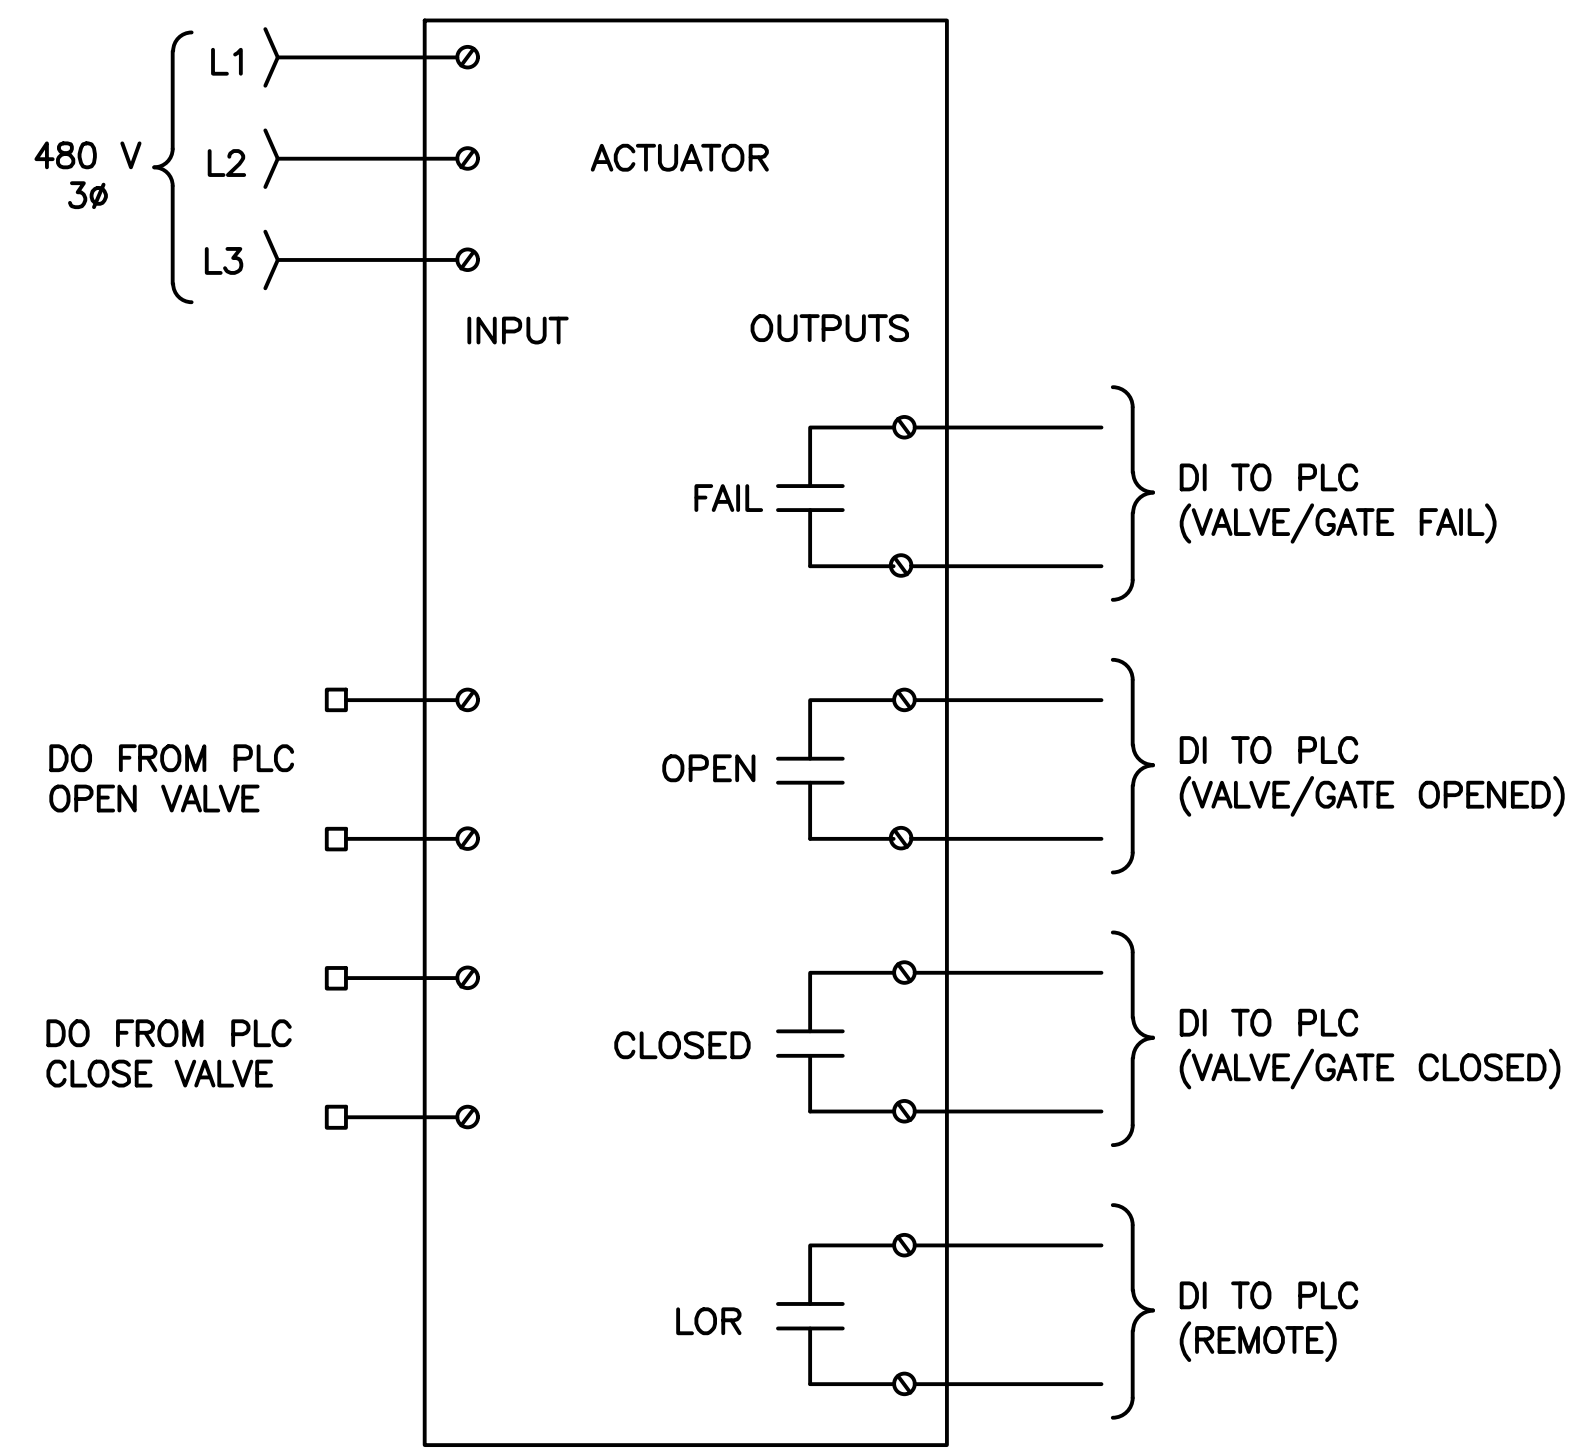 L1
480 V
3ø
L2
L3
ACTUATOR
INPUT
OUTPUTS
FAIL
DI TO PLC
(VALVE/GATE FAIL)
DO FROM PLC
OPEN VALVE
OPEN
DI TO PLC
(VALVE/GATE OPENED)
DO FROM PLC
CLOSE VALVE
CLOSED
DI TO PLC
(VALVE/GATE CLOSED)
LOR
DI TO PLC
(REMOTE)